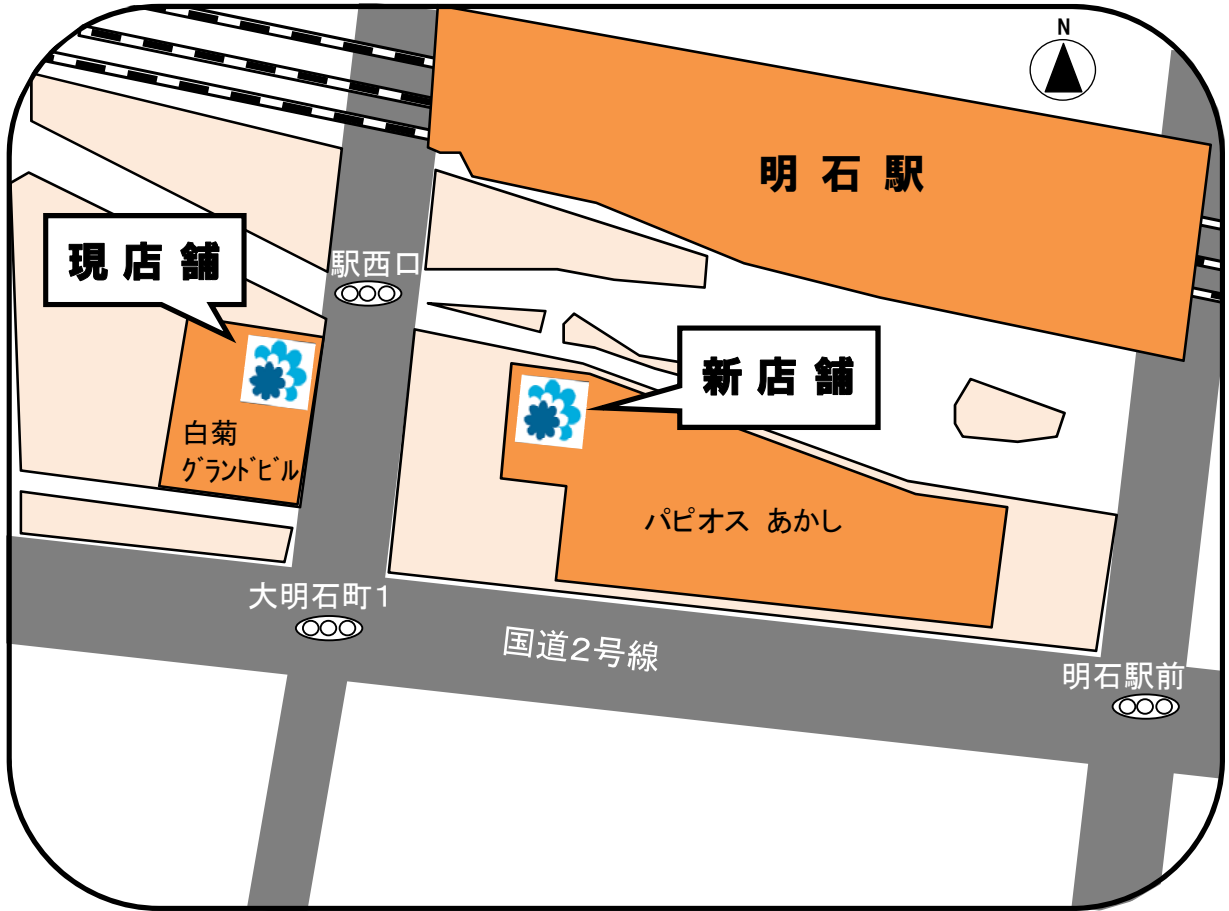 N
明石駅
現店舗
駅西口
新店舗
白菊
グランドビル
パピオス あかし
大明石町1
国道2号線
明石駅前